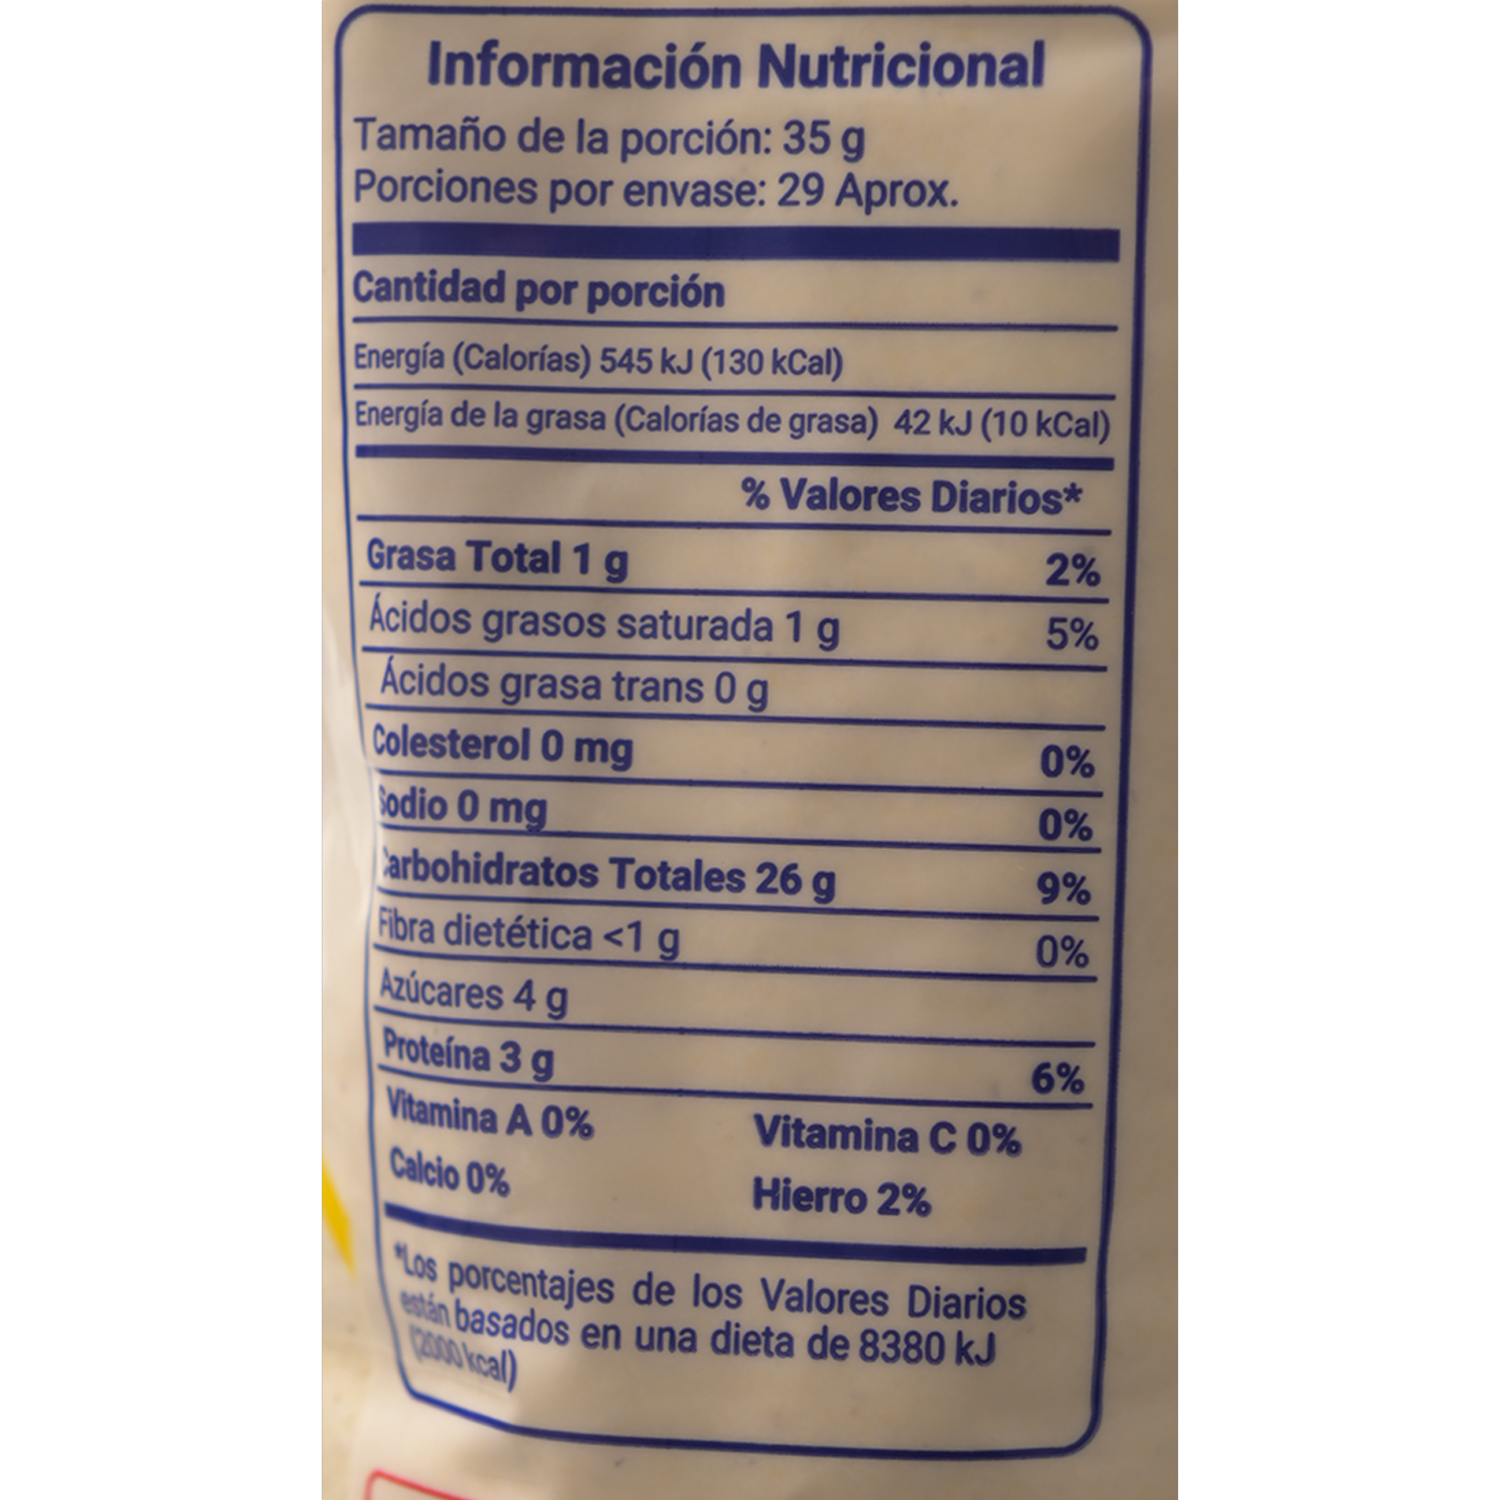 Información Nutricional
Tamaño de la porción: 35 g
Porciones por envase: 29 Aprox.
Cantidad por porción
Energía (Calorías) 545 kJ (130 kCal)
Energía de la grasa (Calorías de grasa) 42 kJ (10 kCal)
% Valores Diarios*
Grasa Total 1 g 2%
Ácidos grasos saturada 1 g 5%
Ácidos grasa trans 0 g
Colesterol 0 mg 0%
Sodio 0 mg 0%
Carbohidratos Totales 26 g 9%
Fibra dietética <1 g 0%
Azúcares 4 g
Proteína 3 g 6%
Vitamina A 0% Vitamina C 0%
Calcio 0% Hierro 2%
*Los porcentajes de los Valores Diarios
están basados en una dieta de 8380 kJ
(2000 kcal)